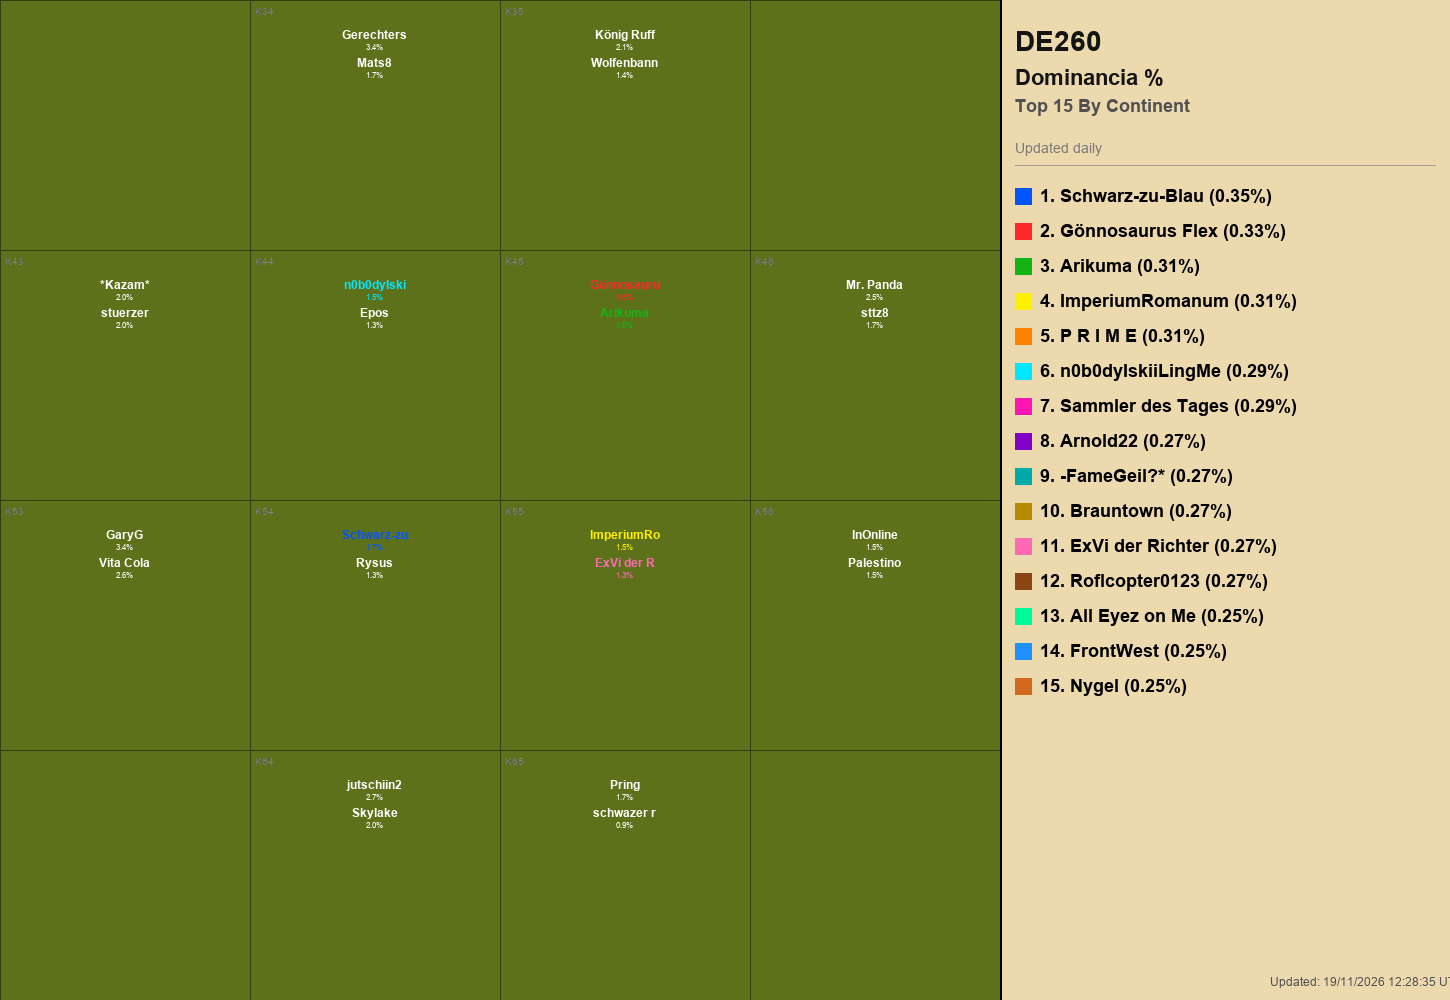 K34
Gerechters
3.4%
Mats8
1.7%
K35
König Ruff
2.1%
Wolfenbann
1.4%
K43
*Kazam*
2.0%
stuerzer
2.0%
K44
n0b0dylski
1.5%
Epos
1.3%
K45
Gönnosauru
Arikuma
K46
Mr. Panda
2.5%
sttz8
1.7%
K53
GaryG
3.4%
Vita Cola
2.6%
K54
Schwarz-zu
1.7%
Rysus
1.3%
K55
ImperiumRo
1.5%
ExVi der R
1.3%
K56
InOnline
1.5%
Palestino
1.5%
K64
jutschiin2
2.7%
Skylake
2.0%
K65
Pring
1.7%
schwazer r
0.9%
DE260
Dominancia %
Top 15 By Continent
Updated daily
1. Schwarz-zu-Blau (0.35%)
2. Gönnosaurus Flex (0.33%)
3. Arikuma (0.31%)
4. ImperiumRomanum (0.31%)
5. P R I M E (0.31%)
6. n0b0dylskiiLingMe (0.29%)
7. Sammler des Tages (0.29%)
8. Arnold22 (0.27%)
9. -FameGeil?* (0.27%)
10. Brauntown (0.27%)
11. ExVi der Richter (0.27%)
12. Roflcopter0123 (0.27%)
13. All Eyez on Me (0.25%)
14. FrontWest (0.25%)
15. Nygel (0.25%)
Updated: 19/11/2026 12:28:35